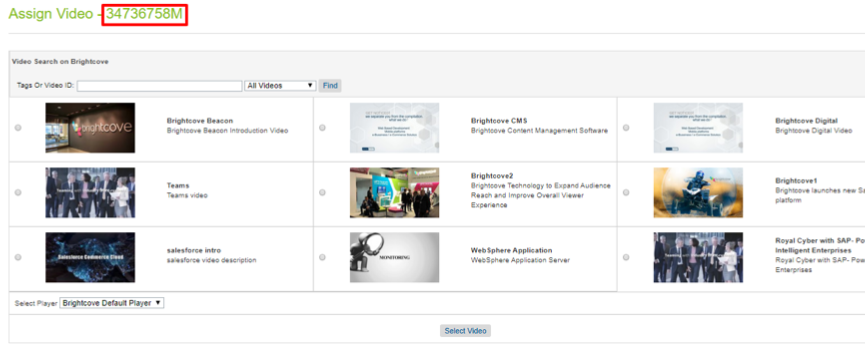 Assign Video - 34736758M
Video Search on Brightcove
Tags Or Video ID:
All Videos
Find
brightcove
Brightcove Beacon
Brightcove Beacon Introduction Video
Brightcove CMS
Brightcove Content Management Software
Brightcove Digital
Brightcove Digital Video
Teams
Teams video
Brightcove2
Brightcove Technology to Expand Audience
Reach and Improve Overall Viewer
Experience
Brightcove1
Brightcove launches new Sa
platform
Salesforce Commerce Cloud
salesforce intro
salesforce video description
MONITORING
WebSphere Application
WebSphere Application Server
Royal Cyber with SAP- Po
Intelligent Enterprises
Royal Cyber with SAP- Pow
Enterprises
Select Player
Brightcove Default Player
Select Video